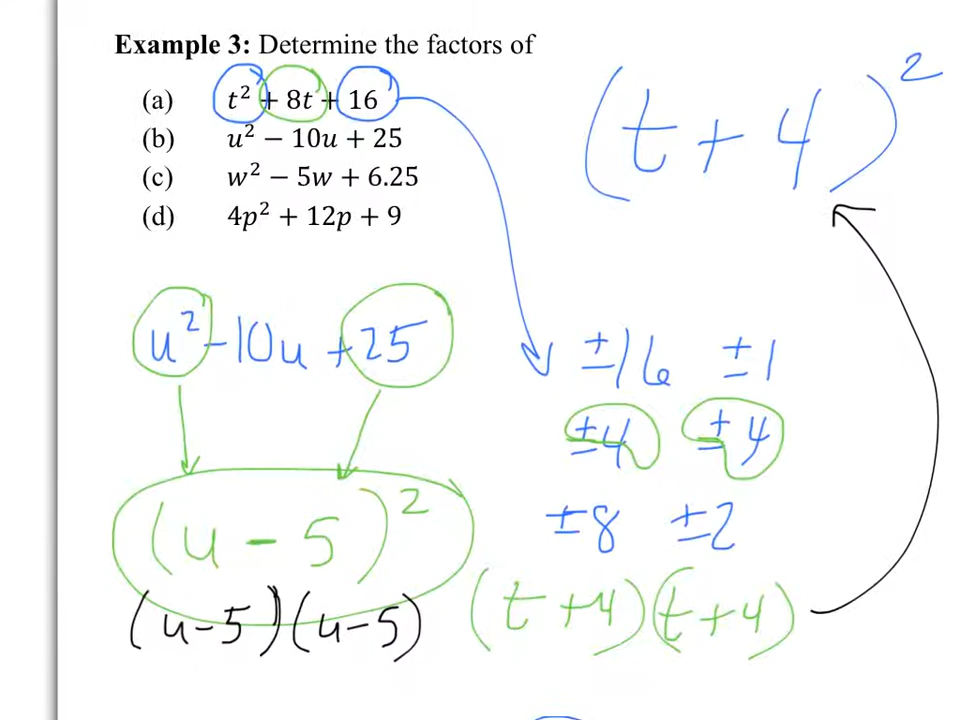 Example 3: Determine the factors of
(a) t² + 8t + 16
(b) u² − 10u + 25
(c) w² − 5w + 6.25
(d) 4p² + 12p + 9
(t + 4)²
u² - 10u + 25
(u - 5)²
(u-5)(u-5)
±16 ±1
±4 ±4
±8 ±2
(t+4)(t+4)